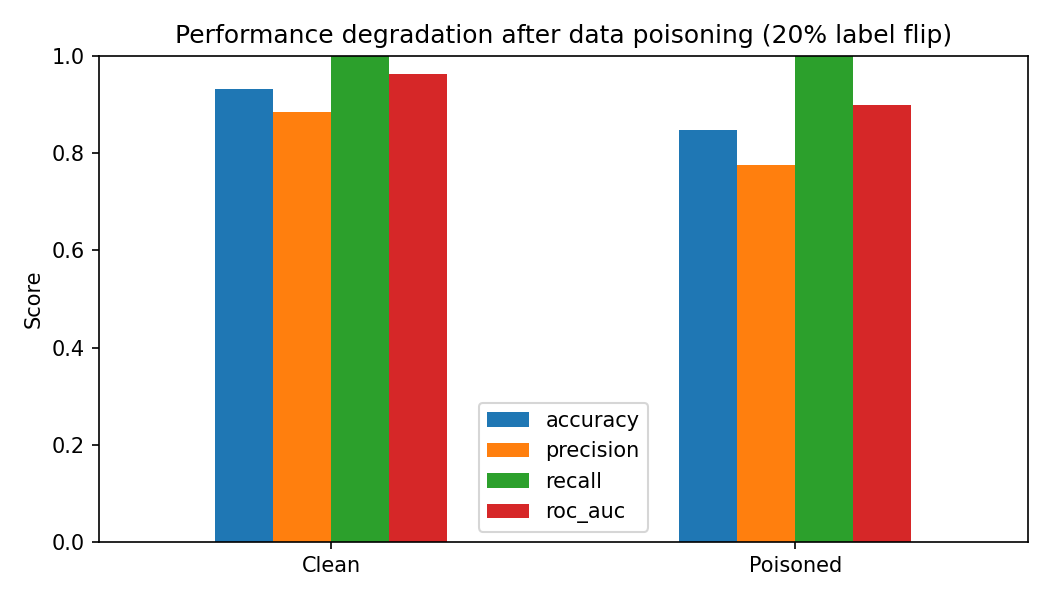 Performance degradation after data poisoning (20% label flip)
1.0
0.8
0.6
0.4
0.2
0.0
Score
accuracy
precision
recall
roc_auc
Clean
Poisoned